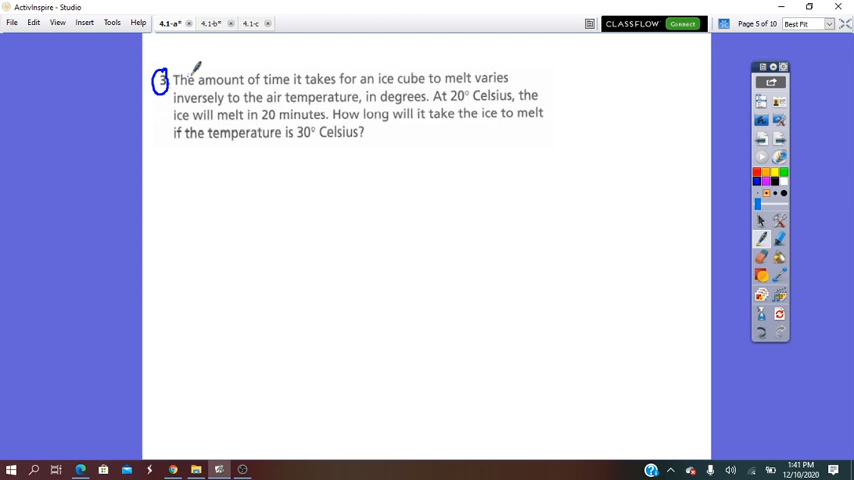 ActivInspire - Studio
File Edit View Insert Tools Help
4.1-a* 4.1-b* 4.1-c
CLASSFLOW Connect
Page 5 of 10 Best Fit
3. The amount of time it takes for an ice cube to melt varies
inversely to the air temperature, in degrees. At 20° Celsius, the
ice will melt in 20 minutes. How long will it take the ice to melt
if the temperature is 30° Celsius?
1:41 PM
12/10/2020